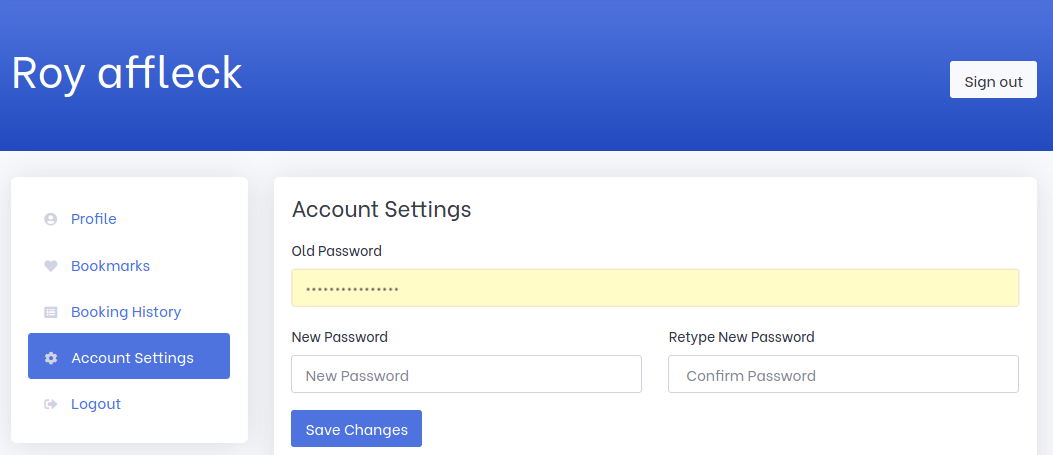 Roy affleck
Sign out
Profile
Bookmarks
Booking History
Account Settings
Logout
Account Settings
Old Password
••••••••••••••••
New Password
Retype New Password
New Password
Confirm Password
Save Changes